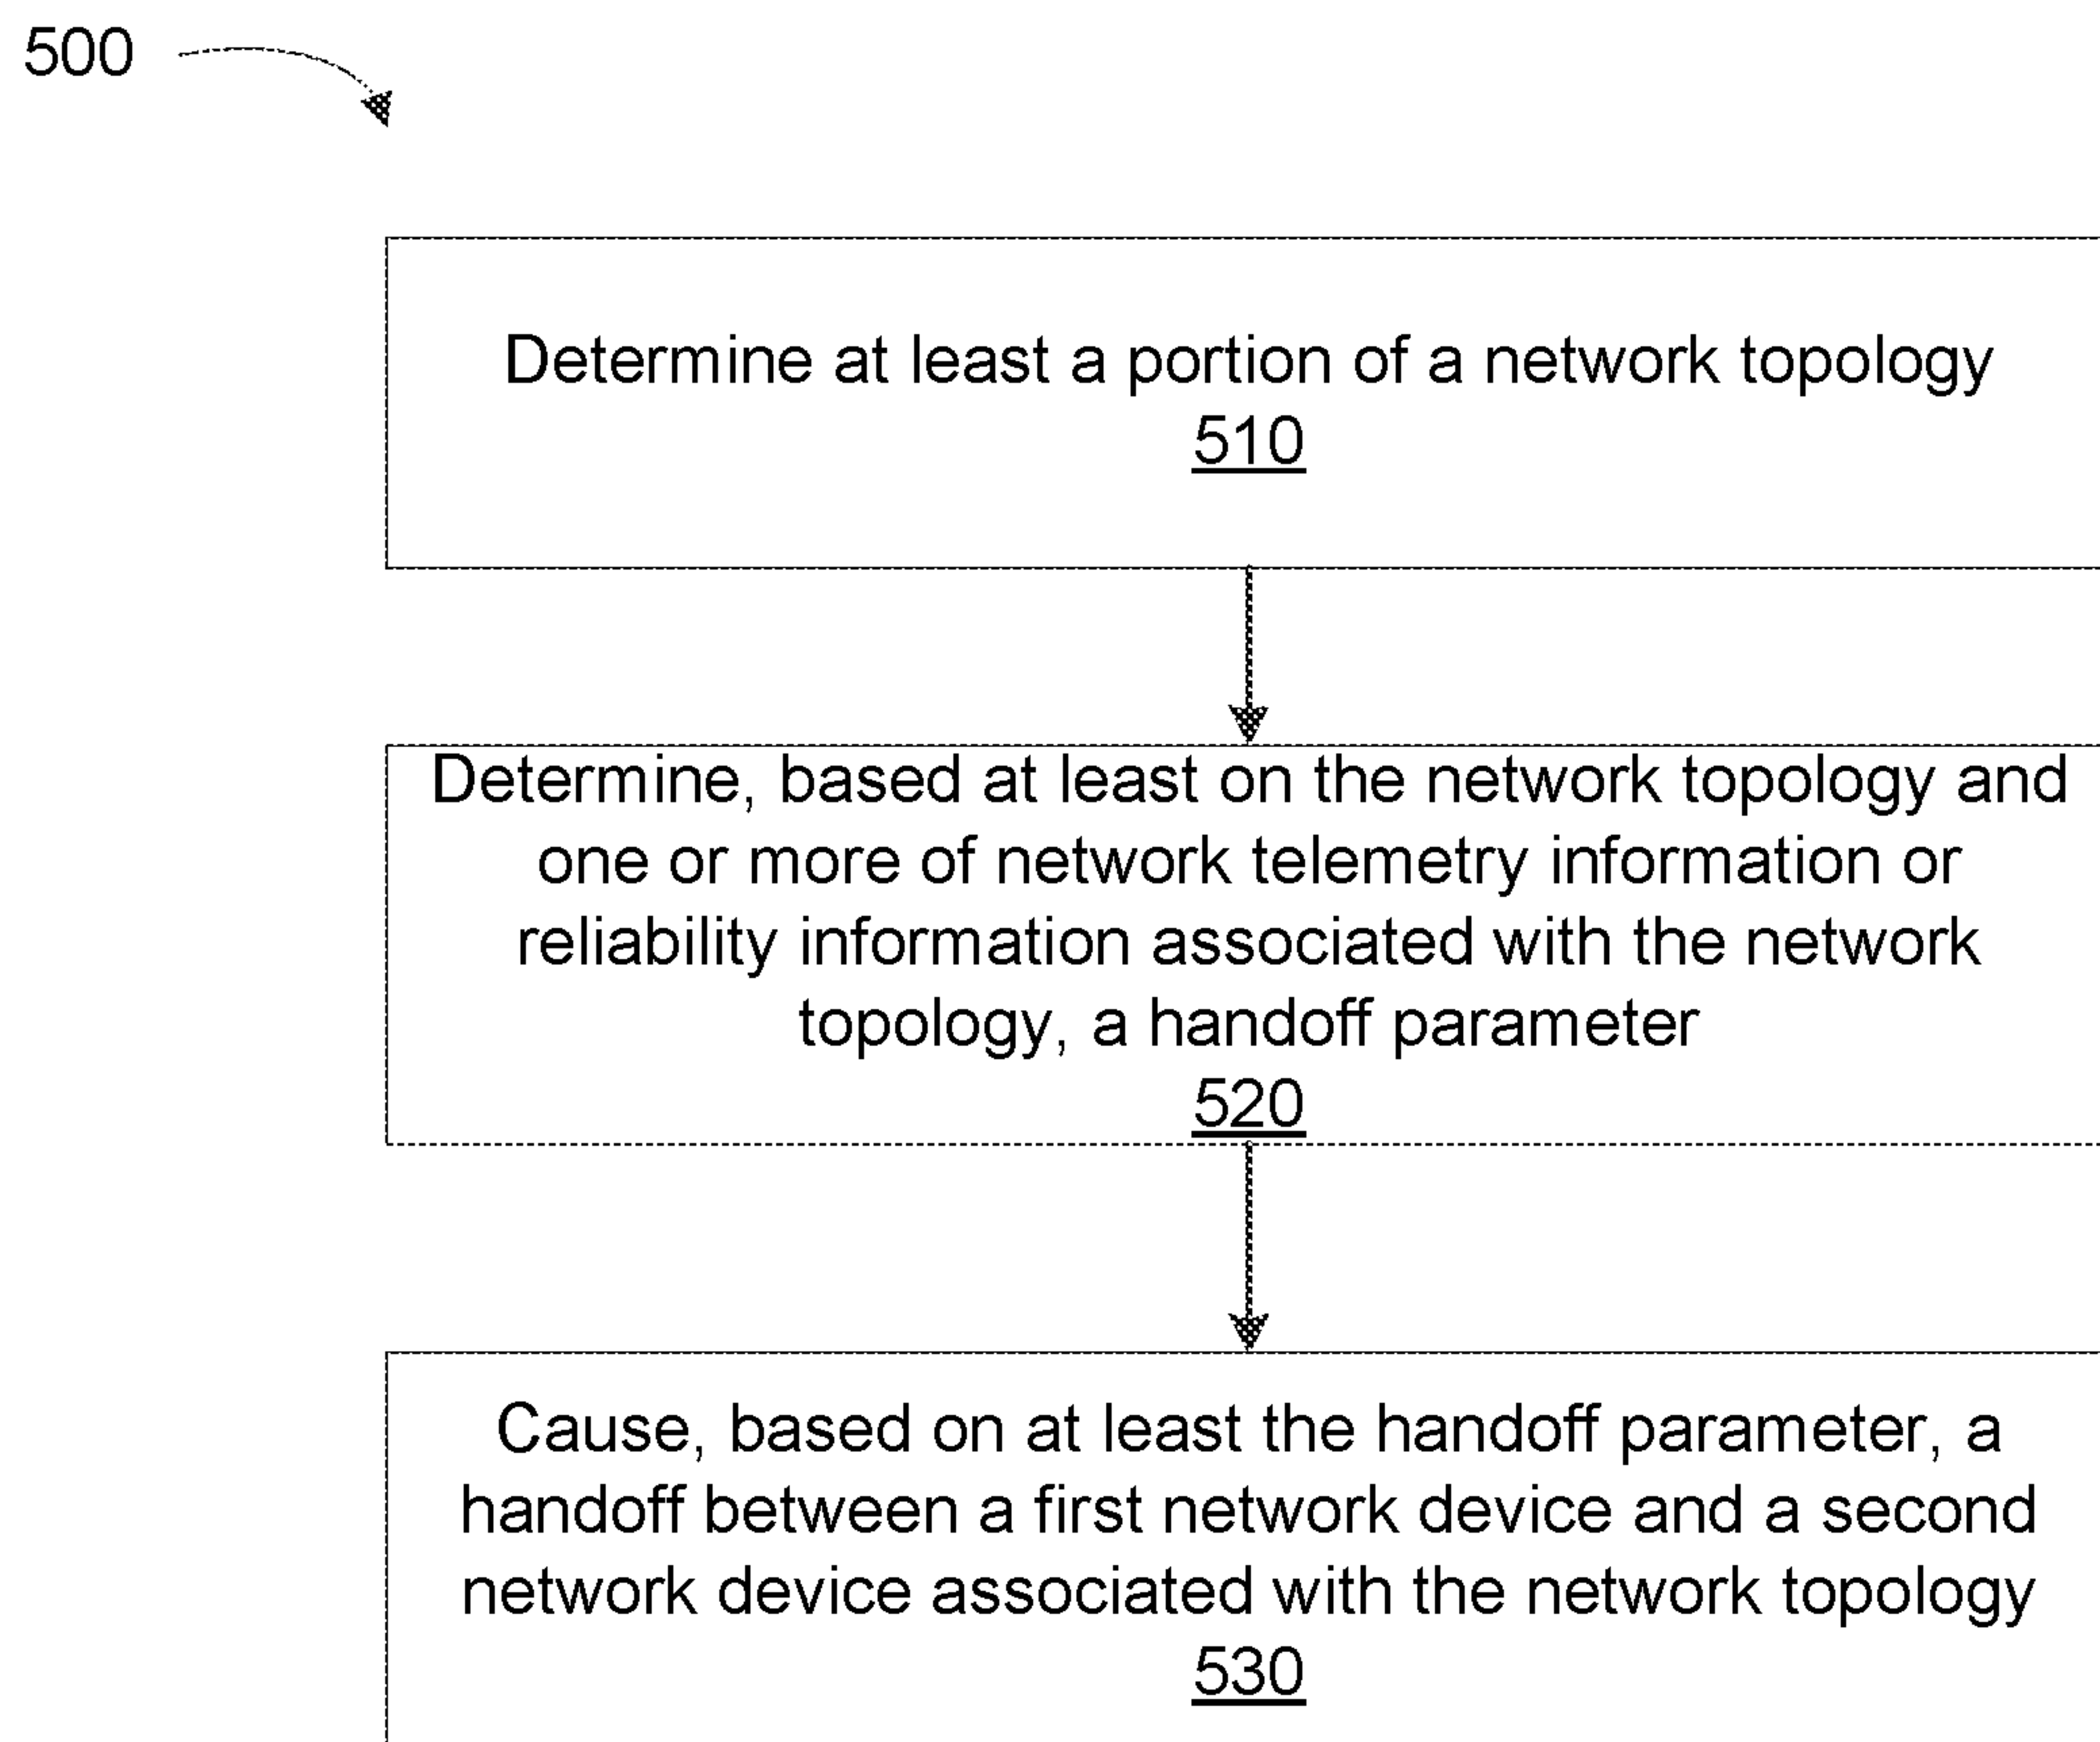 500
Determine at least a portion of a network topology
510
Determine, based at least on the network topology and
one or more of network telemetry information or
reliability information associated with the network
topology, a handoff parameter
520
Cause, based on at least the handoff parameter, a
handoff between a first network device and a second
network device associated with the network topology
530